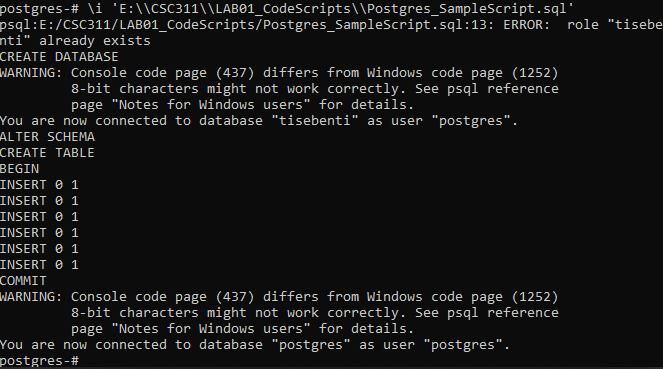 postgres-# \i 'E:\\CSC311\\LAB01_CodeScripts\\Postgres_SampleScript.sql'
psql:E:/CSC311/LAB01_CodeScripts/Postgres_SampleScript.sql:13: ERROR:  role "tisebe
nti" already exists
CREATE DATABASE
WARNING: Console code page (437) differs from Windows code page (1252)
         8-bit characters might not work correctly. See psql reference
         page "Notes for Windows users" for details.
You are now connected to database "tisebenti" as user "postgres".
ALTER SCHEMA
CREATE TABLE
BEGIN
INSERT 0 1
INSERT 0 1
INSERT 0 1
INSERT 0 1
INSERT 0 1
INSERT 0 1
COMMIT
WARNING: Console code page (437) differs from Windows code page (1252)
         8-bit characters might not work correctly. See psql reference
         page "Notes for Windows users" for details.
You are now connected to database "postgres" as user "postgres".
postgres-#